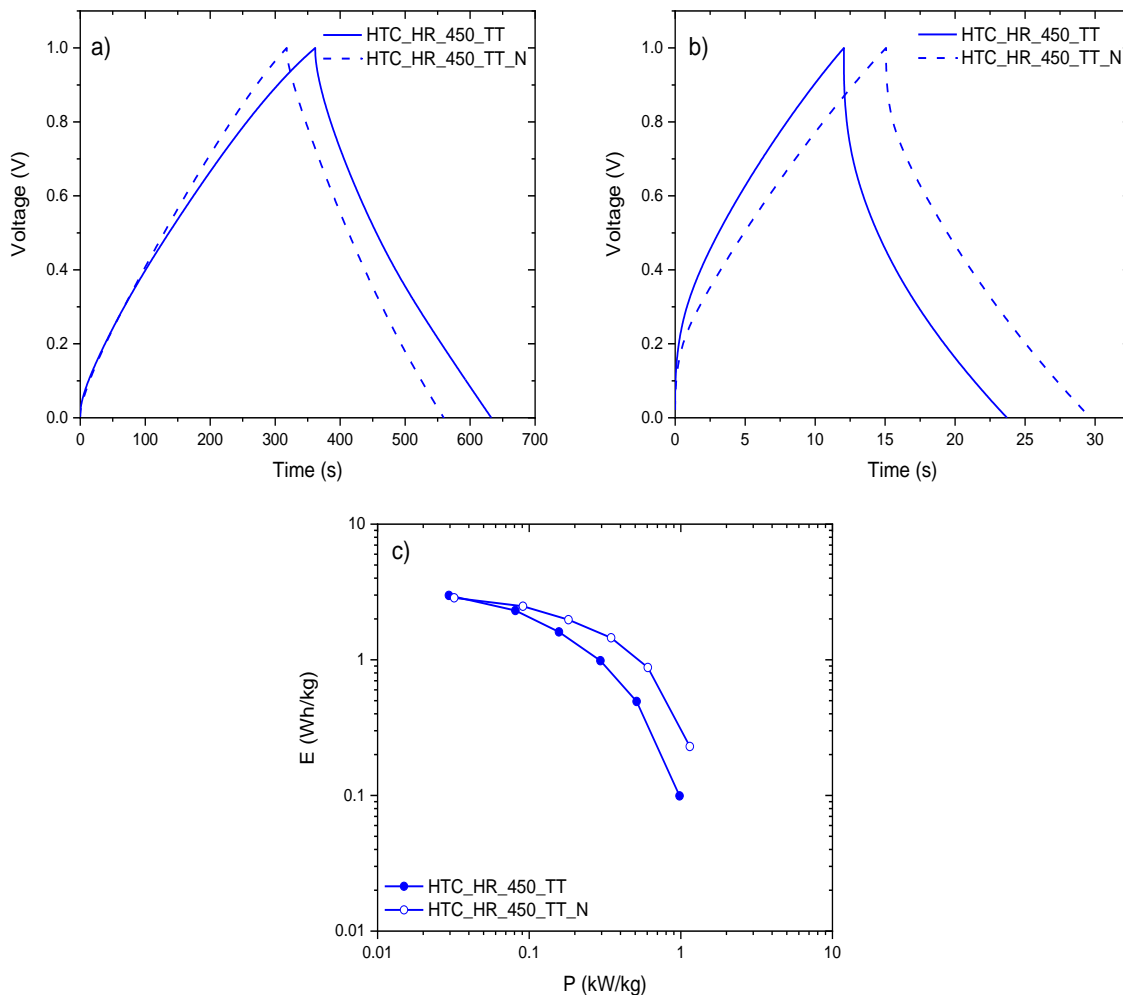 a)
HTC_HR_450_TT
HTC_HR_450_TT_N
1.0
0.8
0.6
0.4
0.2
0.0
Voltage (V)
0 100 200 300 400 500 600 700
Time (s)
b)
HTC_HR_450_TT
HTC_HR_450_TT_N
1.0
0.8
0.6
0.4
0.2
0.0
Voltage (V)
0 5 10 15 20 25 30
Time (s)
c)
10
1
0.1
0.01
E (Wh/kg)
HTC_HR_450_TT
HTC_HR_450_TT_N
0.01 0.1 1 10
P (kW/kg)